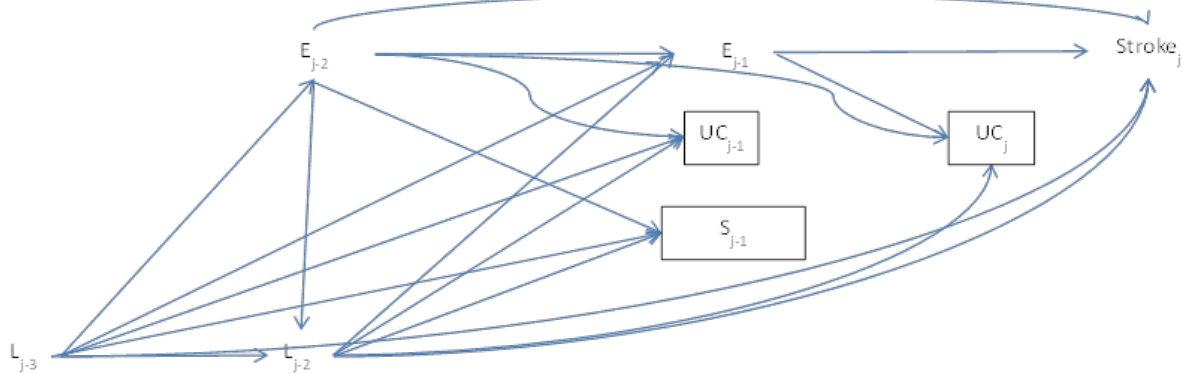 E j-2
E j-1
Stroke j
UC j-1
UC j
S j-1
L j-3
L j-2